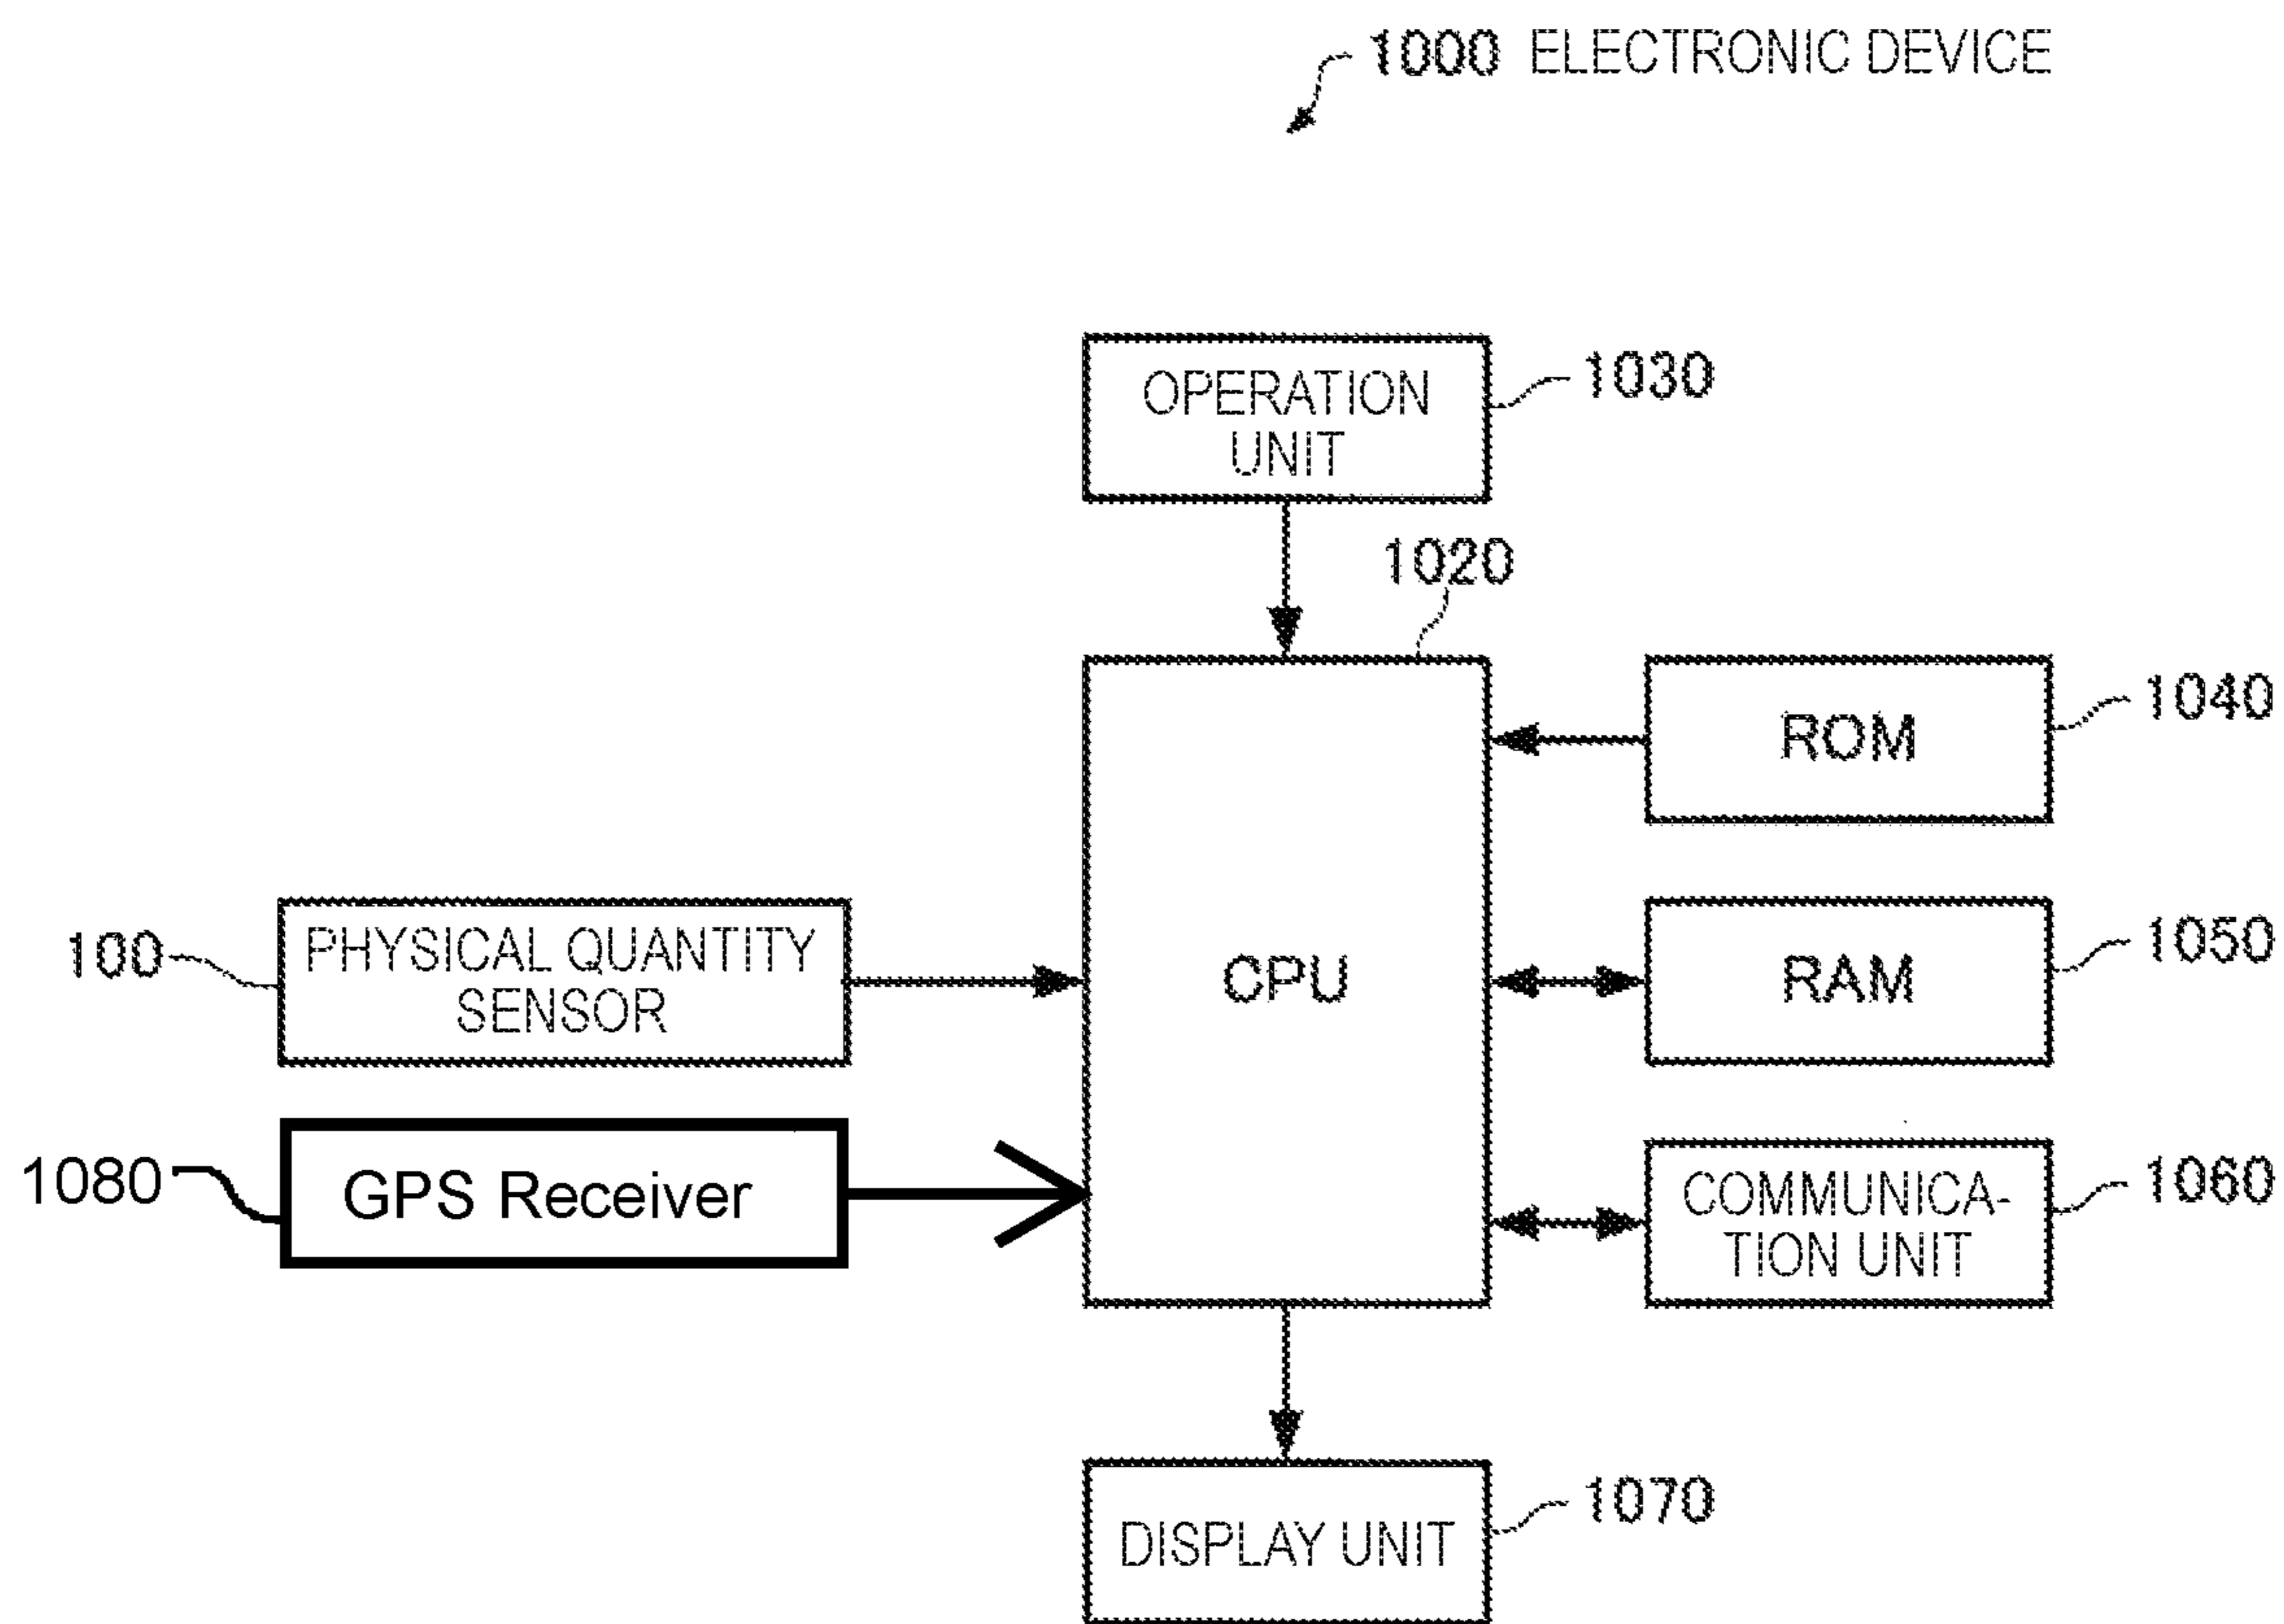 1000 ELECTRONIC DEVICE
OPERATION
UNIT
1030
1020
CPU
ROM
1040
100
PHYSICAL QUANTITY
SENSOR
RAM
1050
1080
GPS Receiver
COMMUNICA-
TION UNIT
1060
DISPLAY UNIT
1070